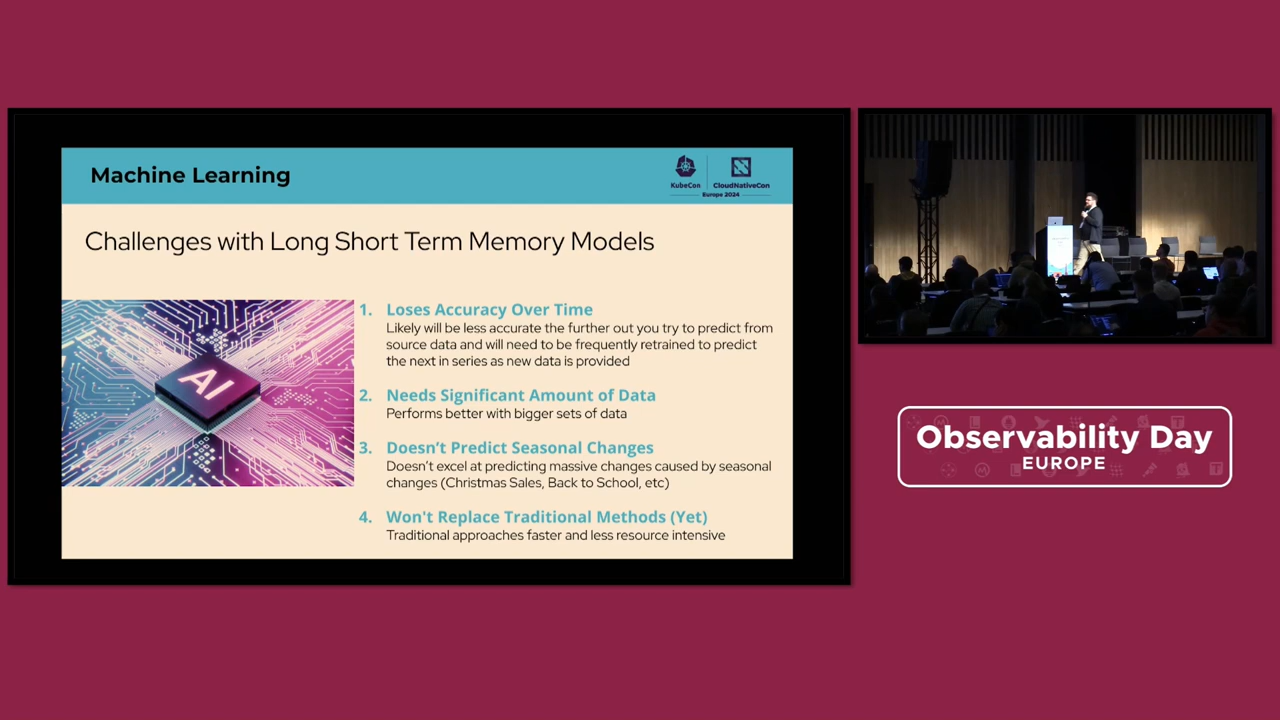 Machine Learning
KubeCon
CloudNativeCon
Europe 2024
Challenges with Long Short Term Memory Models
AI
1. Loses Accuracy Over Time
Likely will be less accurate the further out you try to predict from
source data and will need to be frequently retrained to predict
the next in series as new data is provided
2. Needs Significant Amount of Data
Performs better with bigger sets of data
3. Doesn't Predict Seasonal Changes
Doesn't excel at predicting massive changes caused by seasonal
changes (Christmas Sales, Back to School, etc)
4. Won't Replace Traditional Methods (Yet)
Traditional approaches faster and less resource intensive
Observability Day
EUROPE